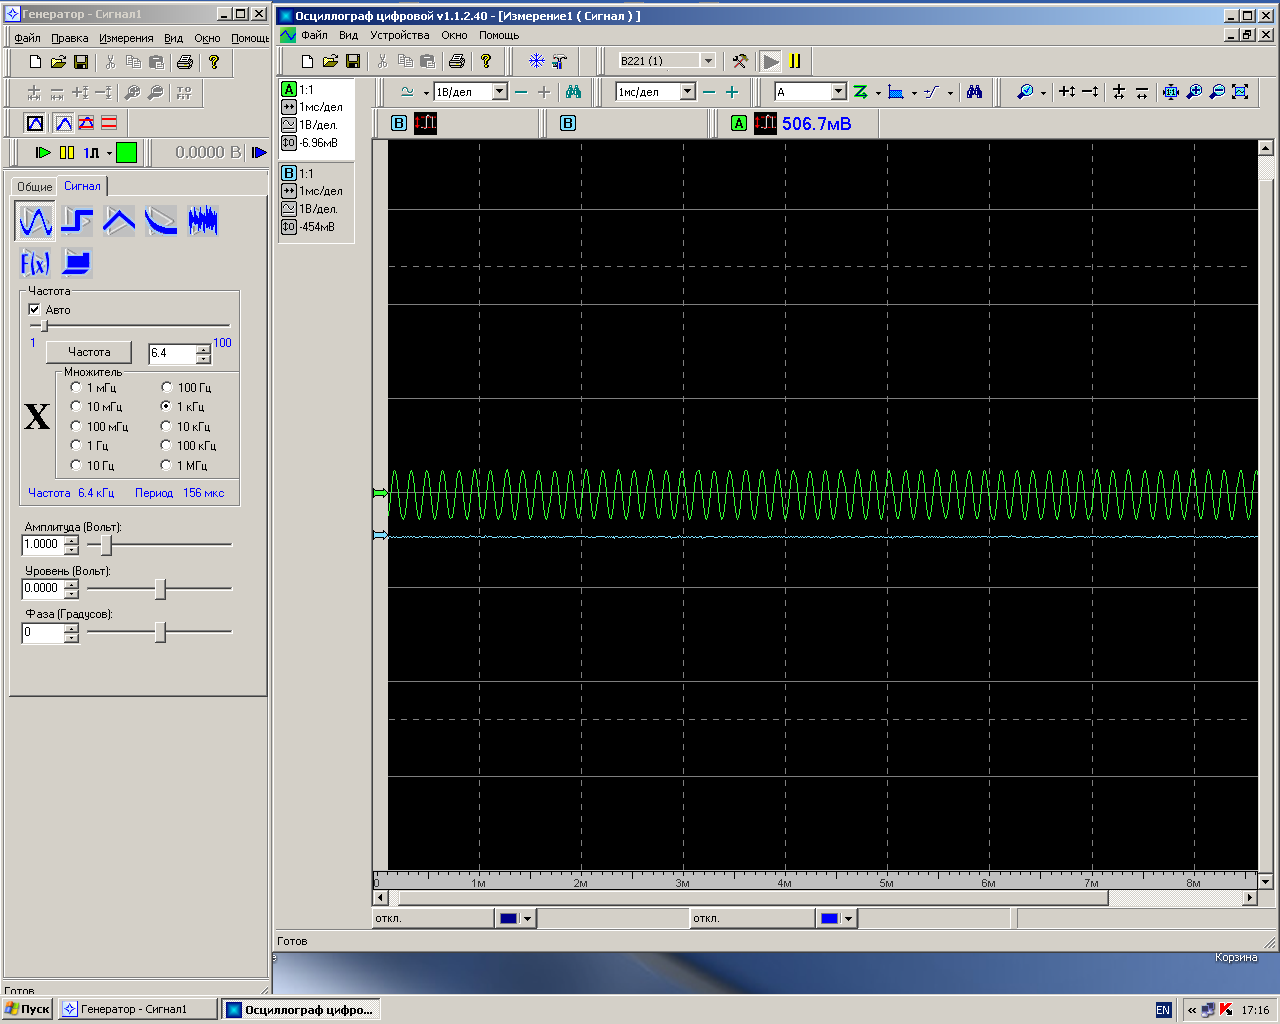 Генератор - Сигнал1
Файл Правка Измерения Вид Окно Помощь
0.0000 В
Общие Сигнал
F(x)
Частота
Авто
1 100
Частота 6.4
Множитель
X
1 мГц 100 Гц
10 мГц 1 кГц
100 мГц 10 кГц
1 Гц 100 кГц
10 Гц 1 МГц
Частота 6.4 кГц Период 156 мкс
Амплитуда (Вольт):
1.0000
Уровень (Вольт):
0.0000
Фаза (Градусов):
0
Готов
Осциллограф цифровой v1.1.2.40 - [Измерение1 ( Сигнал ) ]
Файл Вид Устройства Окно Помощь
B221 (1)
1В/дел 1мс/дел A
B B A 506.7мВ
A 1:1
1мс/дел
1В/дел.
-6.96мВ
B 1:1
1мс/дел
1В/дел.
-454мВ
0 1м 2м 3м 4м 5м 6м 7м 8м
откл. откл.
Готов
Корзина
Пуск Генератор - Сигнал1 Осциллограф цифро... EN 17:16